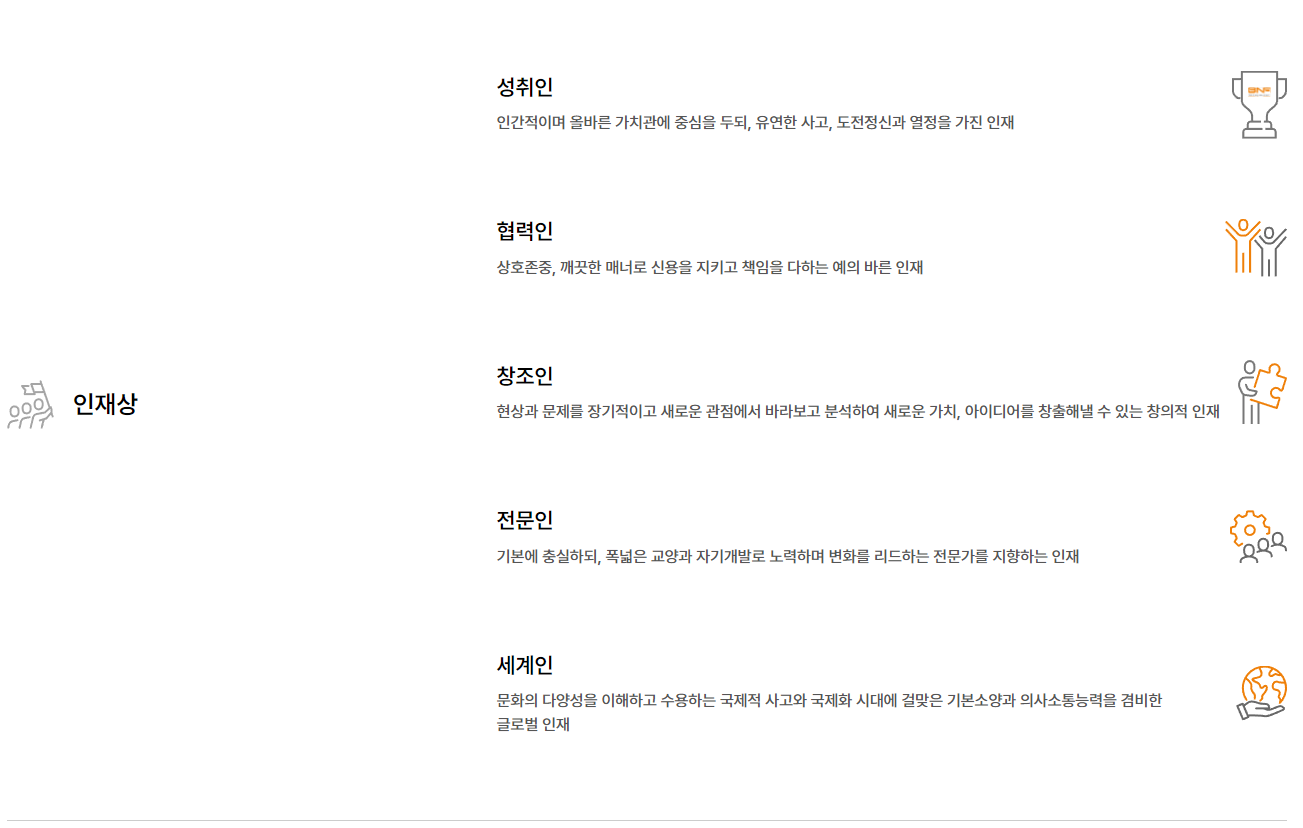 성취인
인간적이며 올바른 가치관에 중심을 두되, 유연한 사고, 도전정신과 열정을 가진 인재
BNF
협력인
상호존중, 깨끗한 매너로 신용을 지키고 책임을 다하는 예의 바른 인재
인재상
창조인
현상과 문제를 장기적이고 새로운 관점에서 바라보고 분석하여 새로운 가치, 아이디어를 창출해낼 수 있는 창의적 인재
전문인
기본에 충실하되, 폭넓은 교양과 자기개발로 노력하며 변화를 리드하는 전문가를 지향하는 인재
세계인
문화의 다양성을 이해하고 수용하는 국제적 사고와 국제화 시대에 걸맞은 기본소양과 의사소통능력을 겸비한
글로벌 인재